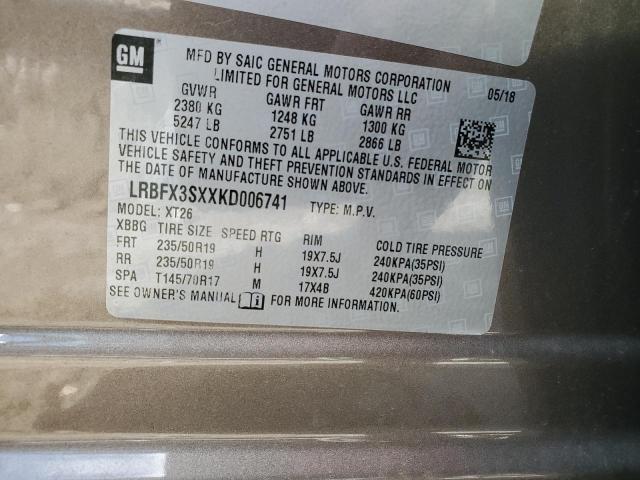 GM
MFD BY SAIC GENERAL MOTORS CORPORATION
LIMITED FOR GENERAL MOTORS LLC
05/18
GVWR GAWR FRT GAWR RR
2380 KG 1248 KG 1300 KG
5247 LB 2751 LB 2866 LB
THIS VEHICLE CONFORMS TO ALL APPLICABLE U.S. FEDERAL MOTOR
VEHICLE SAFETY AND THEFT PREVENTION STANDARDS IN EFFECT ON
THE DATE OF MANUFACTURE SHOWN ABOVE.
LRBFX3SXXKD006741 TYPE: M.P.V.
MODEL: XT26
XBBG TIRE SIZE SPEED RTG RIM COLD TIRE PRESSURE
FRT 235/50R19 H 19X7.5J 240KPA(35PSI)
RR 235/50R19 H 19X7.5J 240KPA(35PSI)
SPA T145/70R17 M 17X4B 420KPA(60PSI)
SEE OWNER'S MANUAL FOR MORE INFORMATION.